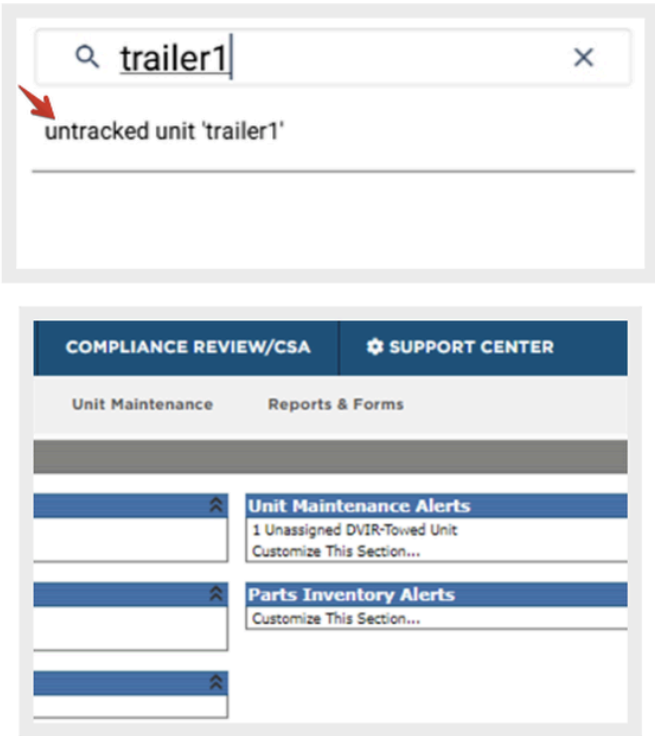 trailer1
untracked unit 'trailer1'
COMPLIANCE REVIEW/CSA SUPPORT CENTER
Unit Maintenance Reports & Forms
Unit Maintenance Alerts
1 Unassigned DVIR-Towed Unit
Customize This Section...
Parts Inventory Alerts
Customize This Section...